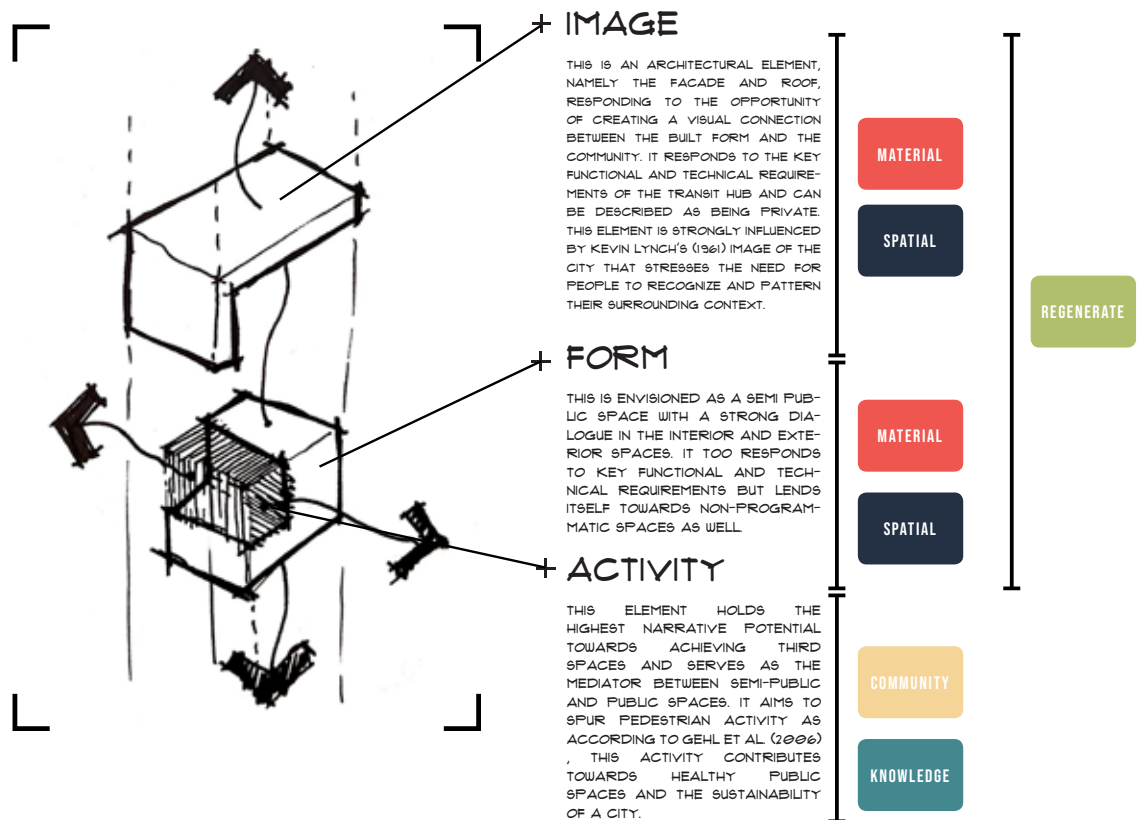 IMAGE
THIS IS AN ARCHITECTURAL ELEMENT,
NAMELY THE FACADE AND ROOF,
RESPONDING TO THE OPPORTUNITY
OF CREATING A VISUAL CONNECTION
BETWEEN THE BUILT FORM AND THE
COMMUNITY. IT RESPONDS TO THE KEY
FUNCTIONAL AND TECHNICAL REQUIRE-
MENTS OF THE TRANSIT HUB AND CAN
BE DESCRIBED AS BEING PRIVATE.
THIS ELEMENT IS STRONGLY INFLUENCED
BY KEVIN LYNCH'S (1961) IMAGE OF THE
CITY THAT STRESSES THE NEED FOR
PEOPLE TO RECOGNIZE AND PATTERN
THEIR SURROUNDING CONTEXT.
MATERIAL
SPATIAL
REGENERATE
FORM
THIS IS ENVISIONED AS A SEMI PUB-
LIC SPACE WITH A STRONG DIA-
LOGUE IN THE INTERIOR AND EXTE-
RIOR SPACES. IT TOO RESPONDS
TO KEY FUNCTIONAL AND TECH-
NICAL REQUIREMENTS BUT LENDS
ITSELF TOWARDS NON-PROGRAM-
MATIC SPACES AS WELL.
MATERIAL
SPATIAL
ACTIVITY
THIS ELEMENT HOLDS THE
HIGHEST NARRATIVE POTENTIAL
TOWARDS ACHIEVING THIRD
SPACES AND SERVES AS THE
MEDIATOR BETWEEN SEMI-PUBLIC
AND PUBLIC SPACES. IT AIMS TO
SPUR PEDESTRIAN ACTIVITY AS
ACCORDING TO GEHL ET AL. (2006)
, THIS ACTIVITY CONTRIBUTES
TOWARDS HEALTHY PUBLIC
SPACES AND THE SUSTAINABILITY
OF A CITY.
COMMUNITY
KNOWLEDGE